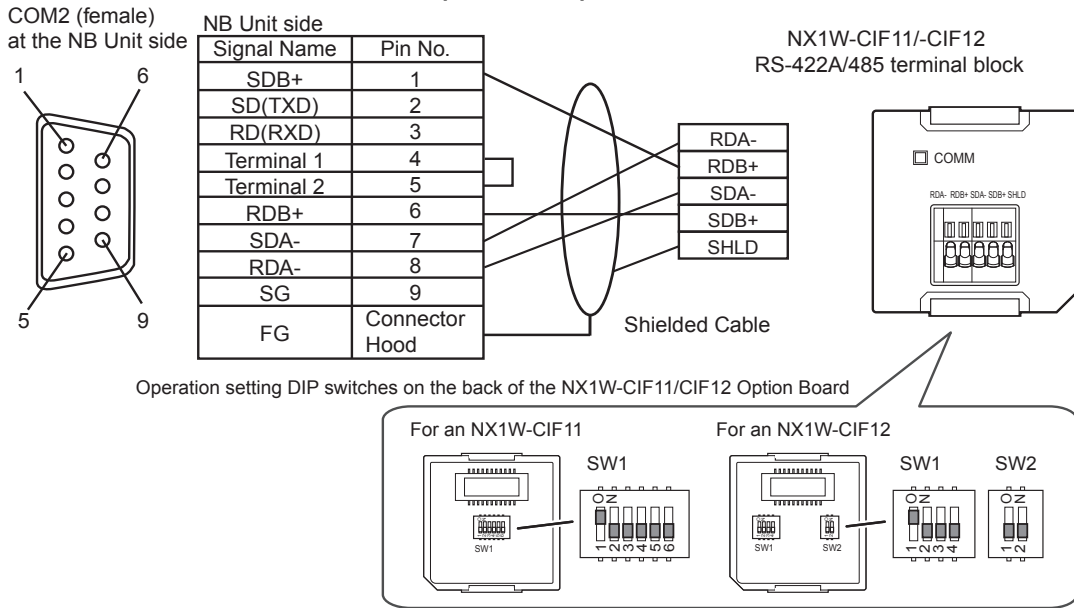 COM2 (female)
at the NB Unit side
1
6
5
9
NB Unit side
Signal Name Pin No.
SDB+ 1
SD(TXD) 2
RD(RXD) 3
Terminal 1 4
Terminal 2 5
RDB+ 6
SDA- 7
RDA- 8
SG 9
FG Connector
Hood
RDA-
RDB+
SDA-
SDB+
SHLD
Shielded Cable
NX1W-CIF11/-CIF12
RS-422A/485 terminal block
COMM
RDA- RDB+ SDA- SDB+ SHLD
Operation setting DIP switches on the back of the NX1W-CIF11/CIF12 Option Board
For an NX1W-CIF11
SW1
SW1
ON
1 2 3 4 5 6
For an NX1W-CIF12
SW1 SW2
SW1 SW2
ON
1 2 3 4
ON
1 2